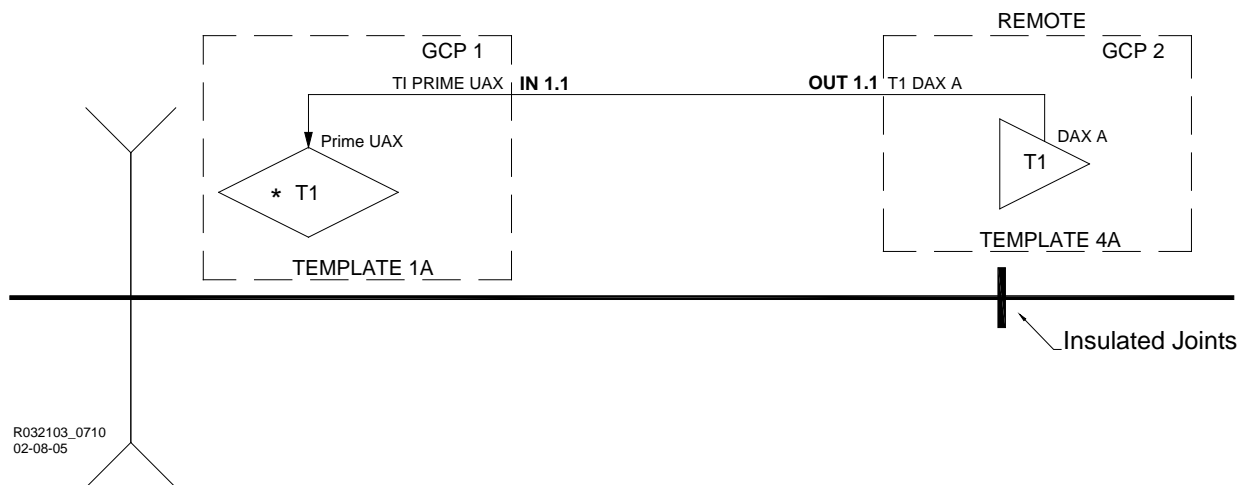 REMOTE
GCP 1
GCP 2
TI PRIME UAX IN 1.1
OUT 1.1 T1 DAX A
Prime UAX
DAX A
* T1
T1
TEMPLATE 1A
TEMPLATE 4A
Insulated Joints
R032103_0710
02-08-05